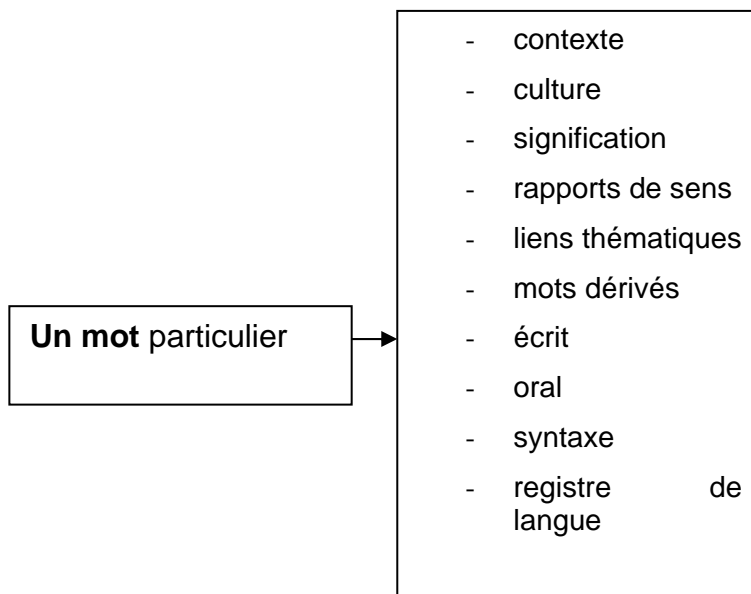 Un mot particulier
- contexte
- culture
- signification
- rapports de sens
- liens thématiques
- mots dérivés
- écrit
- oral
- syntaxe
- registre de
langue